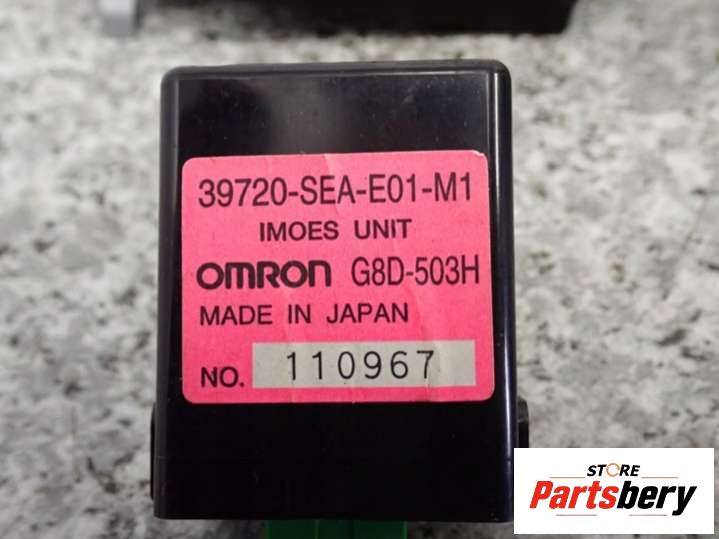 39720-SEA-E01-M1
IMOES UNIT
OMRON G8D-503H
MADE IN JAPAN
NO. 110967
STORE
Partsbery